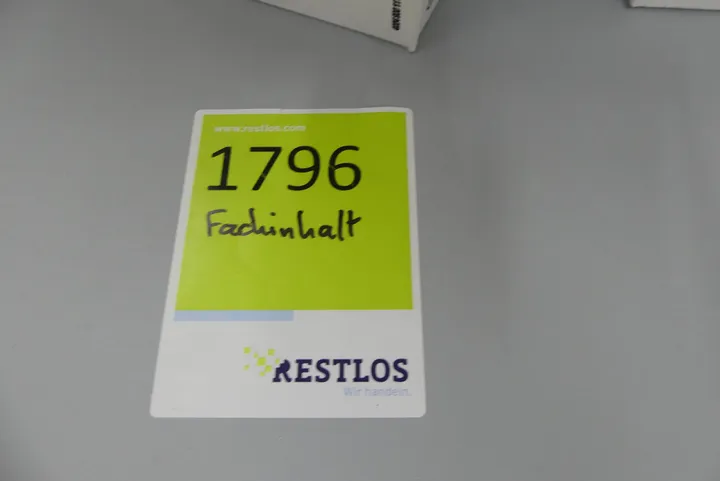 www.restlos.com
1796
Fachinhalt
RESTLOS
Wir handeln.